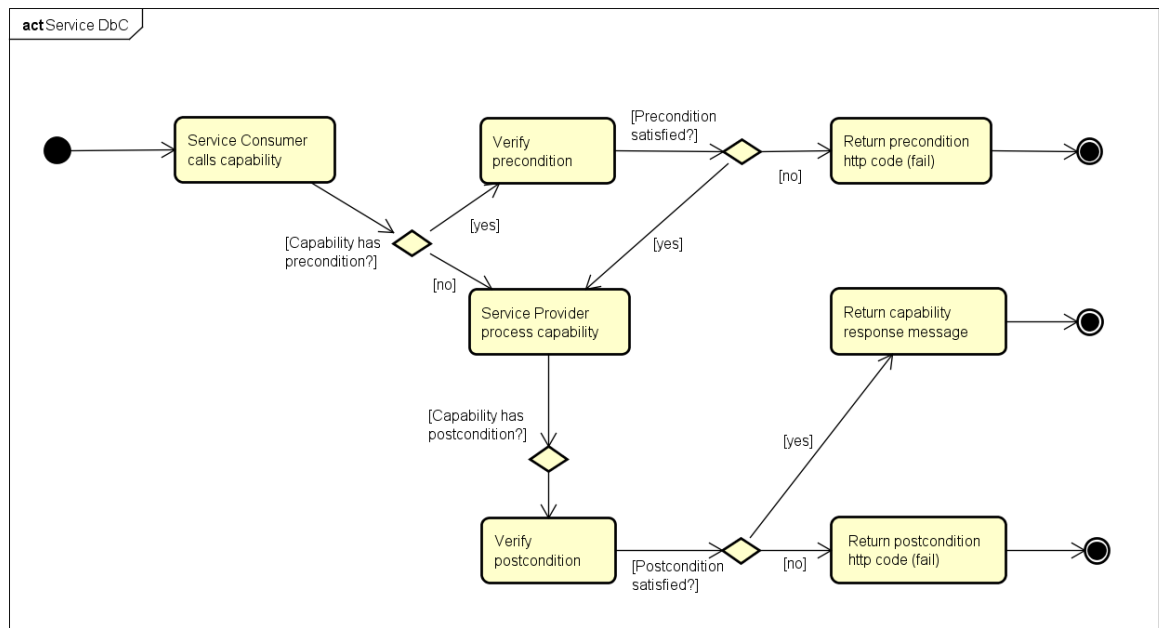 act Service DbC
Service Consumer
calls capability
[Capability has
precondition?]
[yes]
[no]
Verify
precondition
[Precondition
satisfied?]
[no]
[yes]
Return precondition
http code (fail)
Service Provider
process capability
[Capability has
postcondition?]
Verify
postcondition
[Postcondition
satisfied?]
[yes]
[no]
Return capability
response message
Return postcondition
http code (fail)